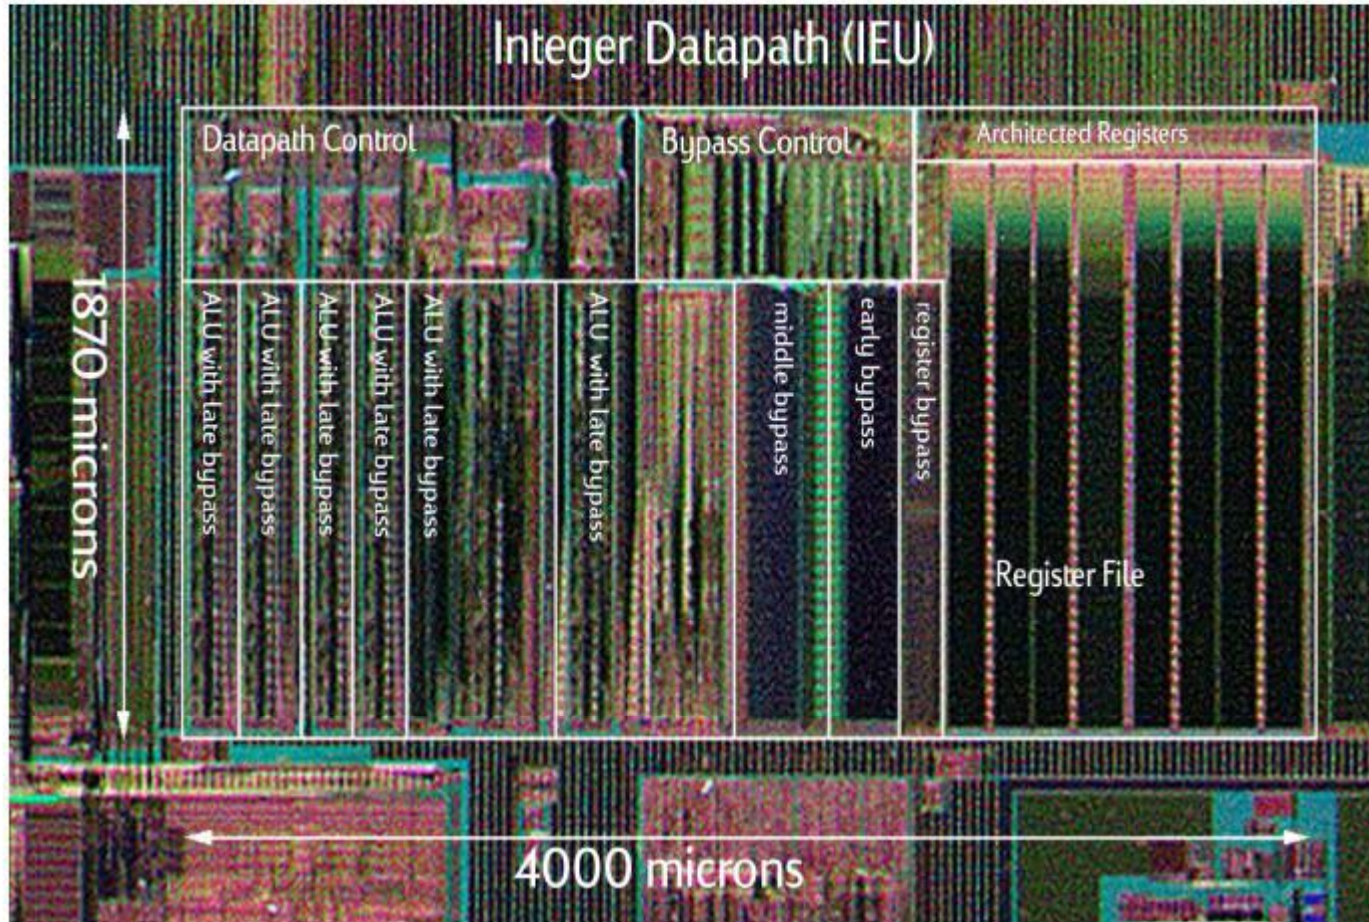 Integer Datapath (IEU)
Datapath Control
Bypass Control
Architected Registers
1870 microns
ALU with late bypass
ALU with late bypass
ALU with late bypass
ALU with late bypass
ALU with late bypass
ALU with late bypass
middle bypass
early bypass
register bypass
Register File
4000 microns